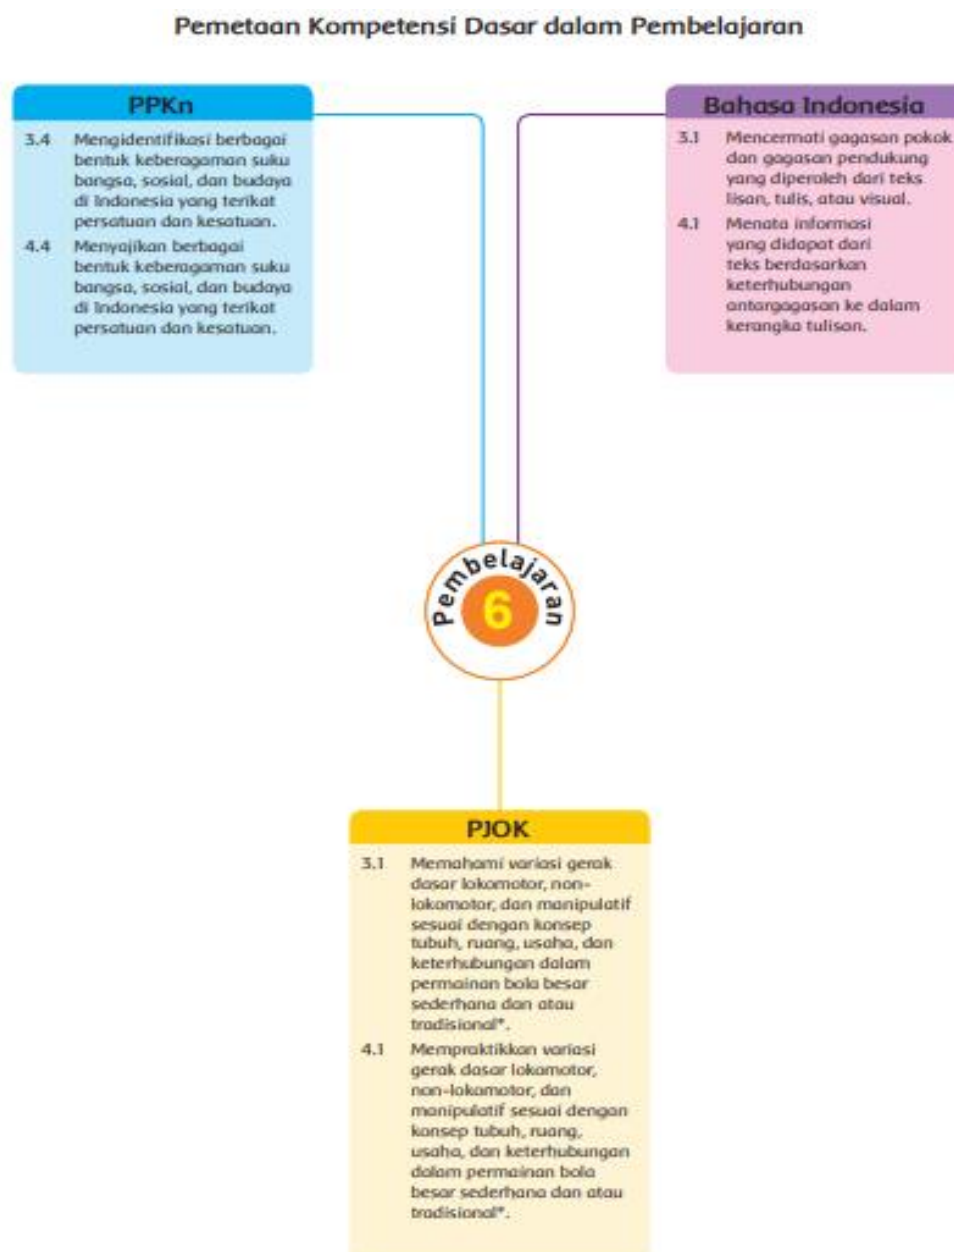 Pemetaan Kompetensi Dasar dalam Pembelajaran
PPKn
3.4 Mengidentifikasi berbagai
bentuk keberagaman suku
bangsa, sosial, dan budaya
di Indonesia yang terikat
persatuan dan kesatuan.
4.4 Menyajikan berbagai
bentuk keberagaman suku
bangsa, sosial, dan budaya
di Indonesia yang terikat
persatuan dan kesatuan.
Bahasa Indonesia
3.1 Mencermati gagasan pokok
dan gagasan pendukung
yang diperoleh dari teks
lisan, tulis, atau visual.
4.1 Menata informasi
yang didapat dari
teks berdasarkan
keterhubungan
antargagasan ke dalam
kerangka tulisan.
Pembelajaran
6
PJOK
3.1 Memahami variasi gerak
dasar lokomotor, non-
lokomotor, dan manipulatif
sesuai dengan konsep
tubuh, ruang, usaha, dan
keterhubungan dalam
permainan bola besar
sederhana dan atau
tradisional*.
4.1 Mempraktikkan variasi
gerak dasar lokomotor,
non-lokomotor, dan
manipulatif sesuai dengan
konsep tubuh, ruang,
usaha, dan keterhubungan
dalam permainan bola
besar sederhana dan atau
tradisional*.